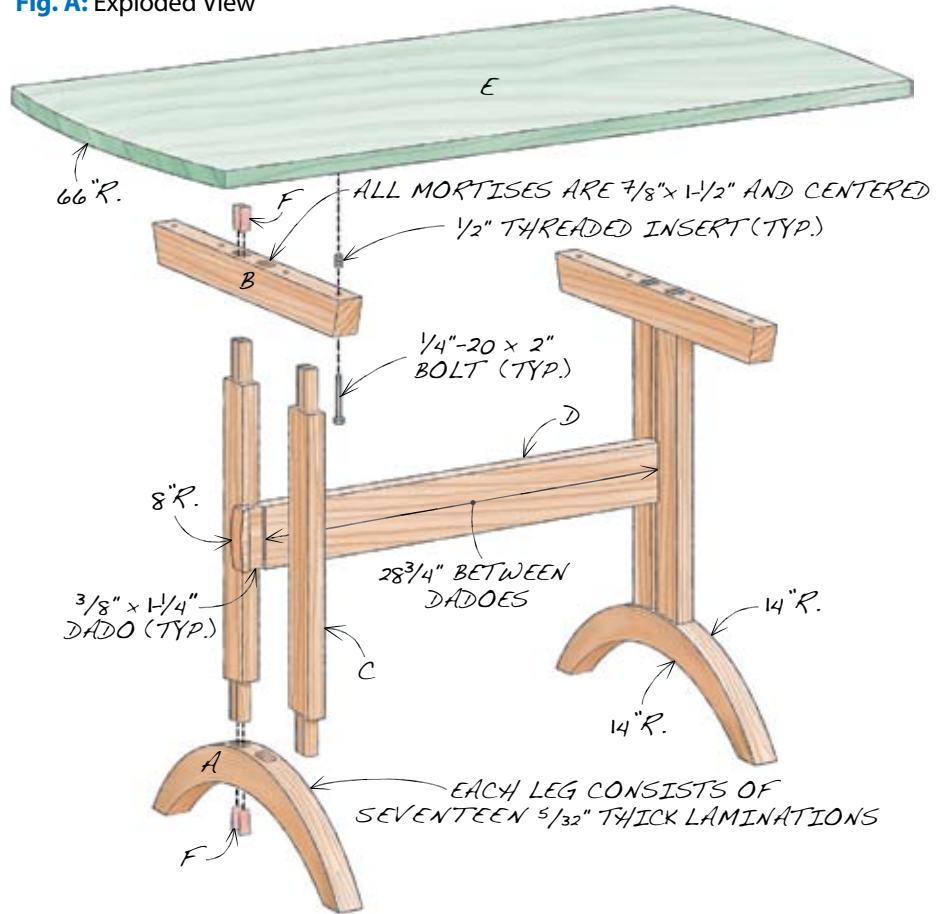 Fig. A: Exploded View
E
66"R.
F
ALL MORTISES ARE 7/8" x 1-1/2" AND CENTERED
1/2" THREADED INSERT (TYP.)
B
1/4"-20 x 2"
BOLT (TYP.)
D
8"R.
28 3/4" BETWEEN
DADOES
3/8" x 1-1/4"
DADO (TYP.)
14"R.
C
14"R.
A
EACH LEG CONSISTS OF
SEVENTEEN 5/32" THICK LAMINATIONS
F